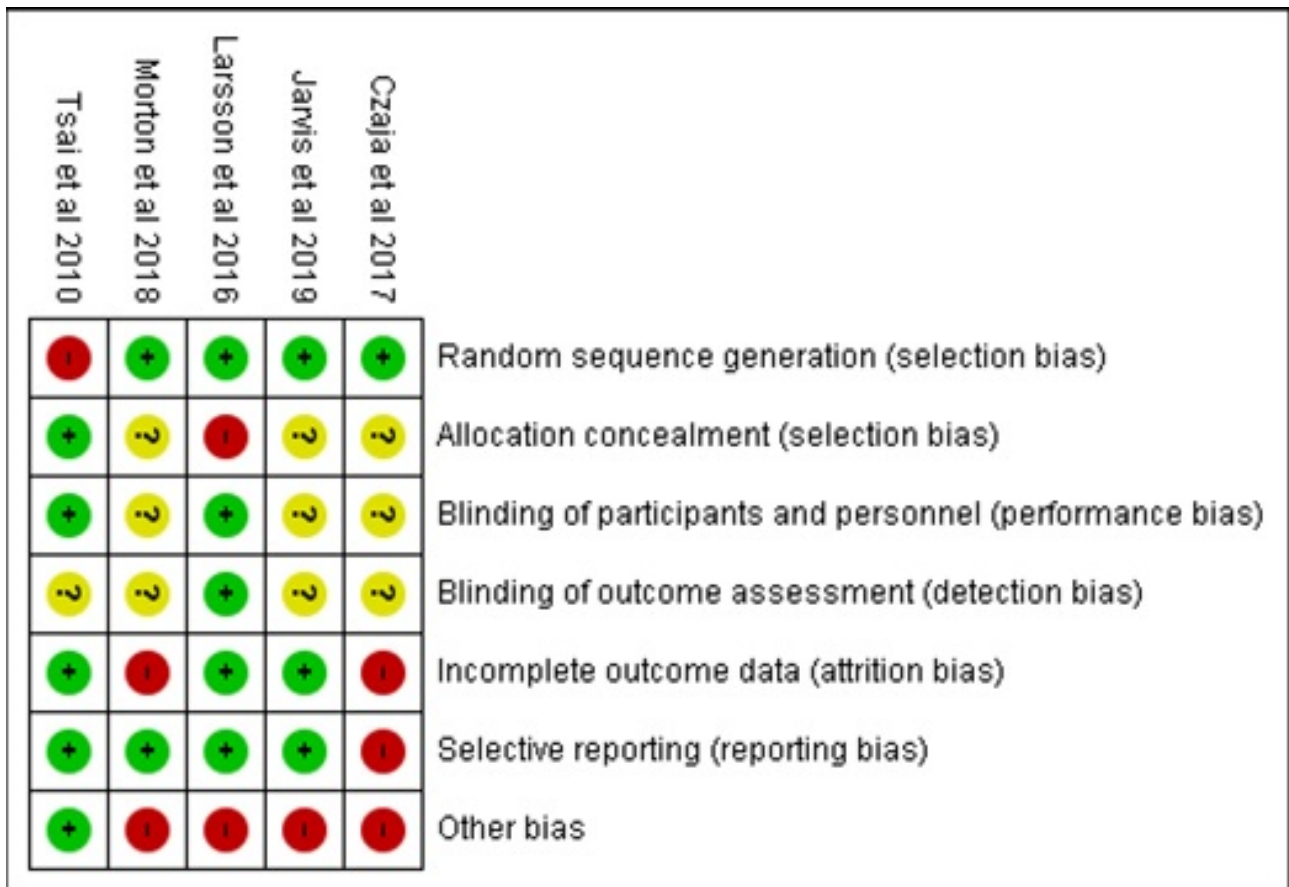 Tsai et al 2010
Morton et al 2018
Larsson et al 2016
Jarvis et al 2019
Czaja et al 2017
- + + + + Random sequence generation (selection bias)
+ ? - ? ? Allocation concealment (selection bias)
+ ? + ? ? Blinding of participants and personnel (performance bias)
? ? + ? ? Blinding of outcome assessment (detection bias)
+ - + + - Incomplete outcome data (attrition bias)
+ + + + - Selective reporting (reporting bias)
+ - - - - Other bias